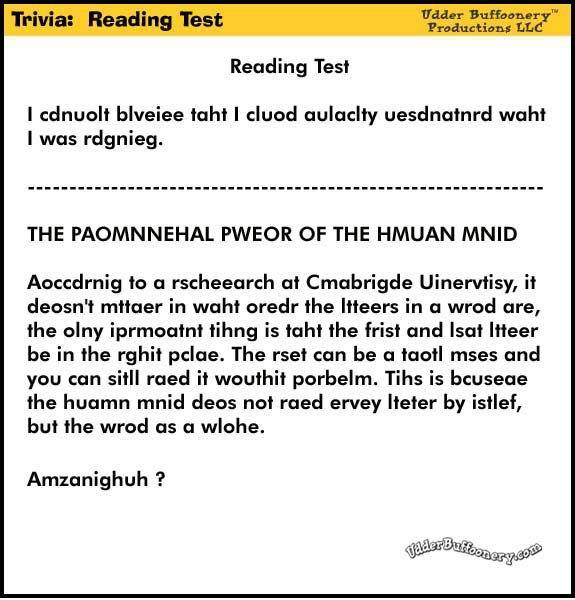 Trivia: Reading Test
Udder Buffoonery™
Productions LLC
Reading Test
I cdnuolt blveiee taht I cluod aulaclty uesdnatnrd waht
I was rdgnieg.
---------------------------------------------------------------
THE PAOMNNEHAL PWEOR OF THE HMUAN MNID
Aoccdrnig to a rscheearch at Cmabrigde Uinervtisy, it
deosn't mttaer in waht oredr the ltteers in a wrod are,
the olny iprmoatnt tihng is taht the frist and lsat ltteer
be in the rghit pclae. The rset can be a taotl mses and
you can sitll raed it wouthit porbelm. Tihs is bcuseae
the huamn mnid deos not raed ervey lteter by istlef,
but the wrod as a wlohe.
Amzanighuh ?
UdderBuffoonery.com